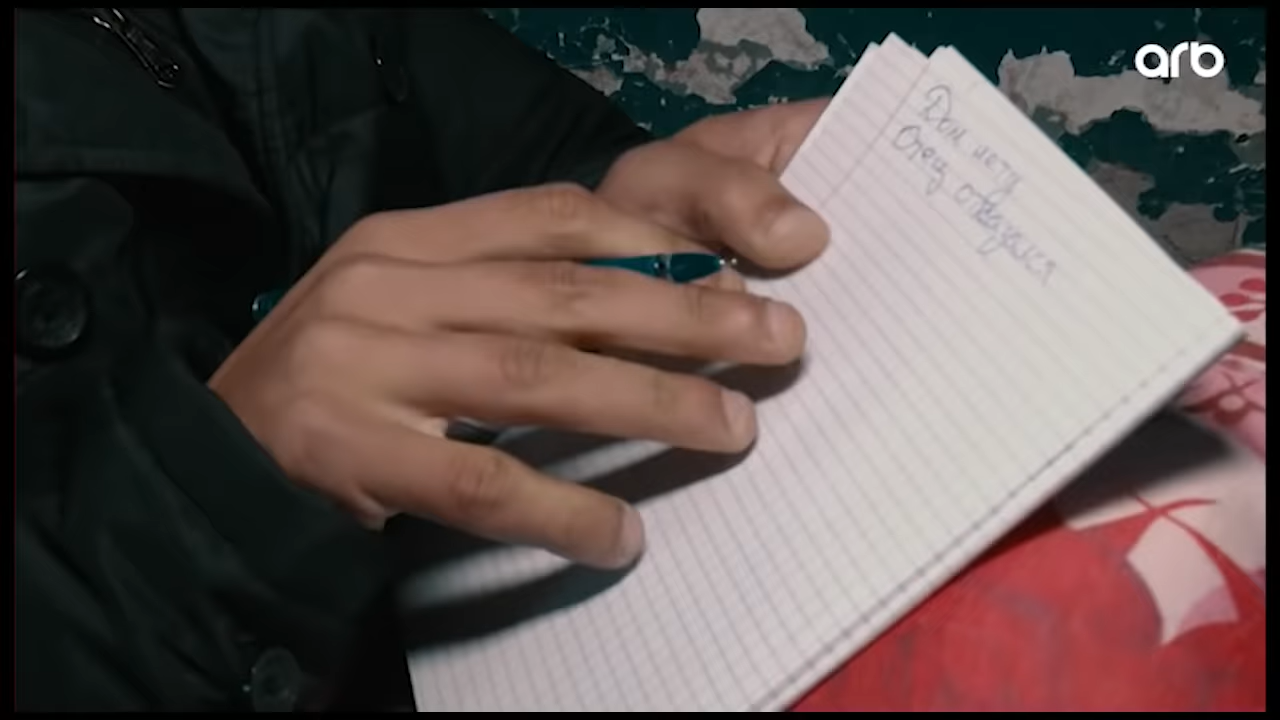 arb
Дом нету
Отец отказался